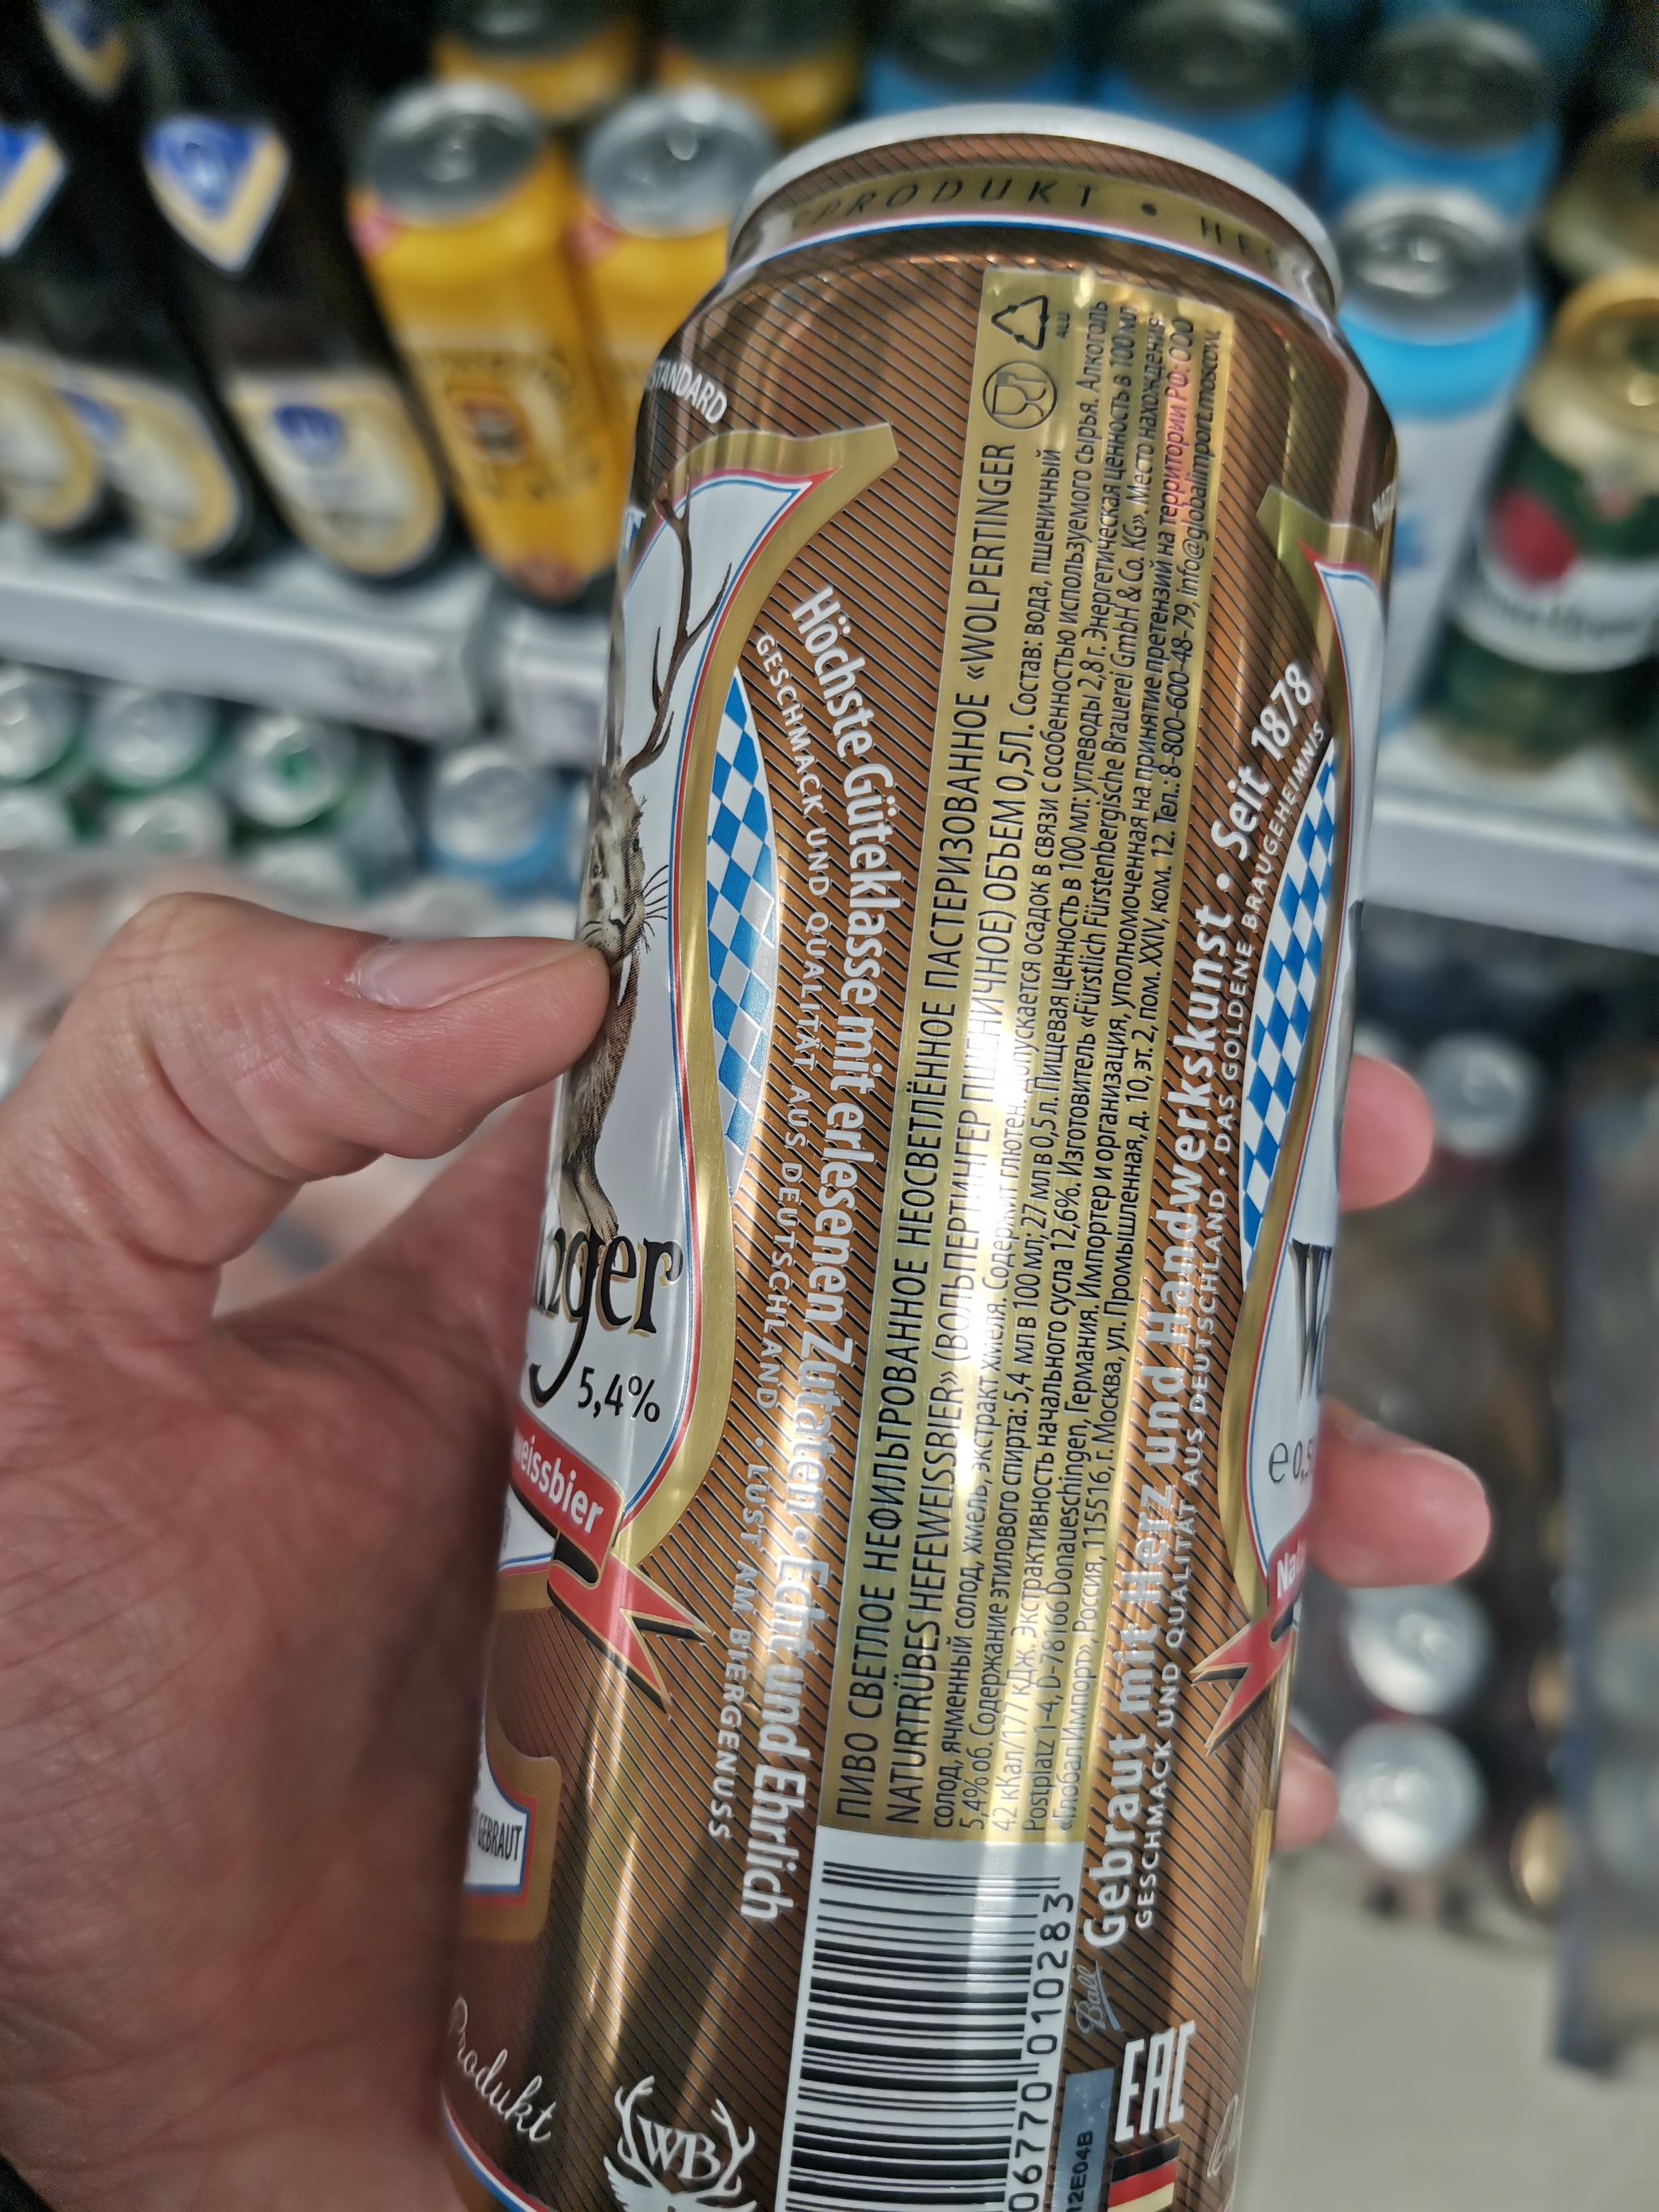 PRODUKT •
STANDARD
Höchste Güteklasse mit erlesenen Zutaten • Echt und Ehrlich
GESCHMACK UND QUALITÄT AUS DEUTSCHLAND · LUST AM BIERGENUSS
5,4%
weissbier
GEBRAUT
Produkt
WB
ALU
ПИВО СВЕТЛОЕ НЕФИЛЬТРОВАННОЕ НЕОСВЕТЛЁННОЕ ПАСТЕРИЗОВАННОЕ «WOLPERTINGER
NATURTRÜBES HEFEWEISSBIER» (ВОЛЬПЕРТИНГЕР ПШЕНИЧНОЕ) ОБЪЕМ 0,5Л. Состав: вода, пшеничный
солод, ячменный солод, хмель, экстракт хмеля. Содержит глютен. Допускается осадок в связи с особенностью используемого сырья. Алкоголь
5,4% об. Содержание этилового спирта: 5,4 мл в 100 мл; 27 мл в 0,5 л. Пищевая ценность в 100 мл: углеводы 2,8 г. Энергетическая ценность в 100 мл:
42 кКал/177 кДж. Экстрактивность начального сусла 12,6%. Изготовитель «Fürstlich Fürstenbergische Brauerei GmbH & Co. KG». Место нахождения:
Postplatz 1-4, D-78166 Donaueschingen, Германия. Импортер и организация, уполномоченная на принятие претензий на территории РФ: ООО
«Глобал Импорт», Россия, 115516, г. Москва, ул. Промышленная, д. 10, эт. 2, пом. XXIV, ком. 12. Тел.: 8-800-600-48-79, info@globalimport.moscow.
Gebraut mit Herz und Handwerkskunst • Seit 1878
GESCHMACK UND QUALITÄT AUS DEUTSCHLAND · DAS GOLDENE BRAUGEHEIMNIS
06770 010283
Ball
EAC
12E04B